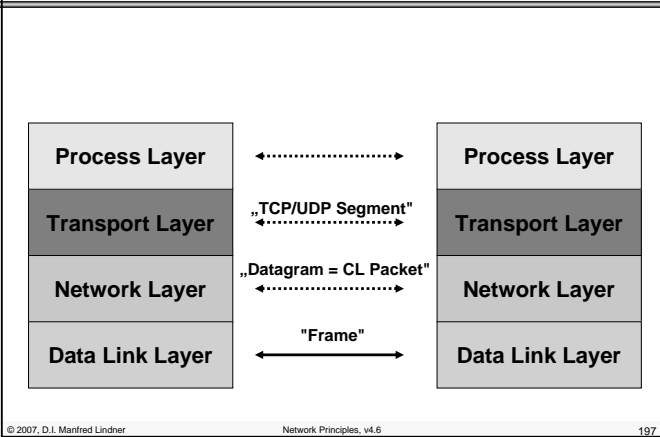 Process Layer Process Layer
„TCP/UDP Segment"
Transport Layer Transport Layer
„Datagram = CL Packet"
Network Layer Network Layer
"Frame"
Data Link Layer Data Link Layer
© 2007, D.I. Manfred Lindner Network Principles, v4.6 197